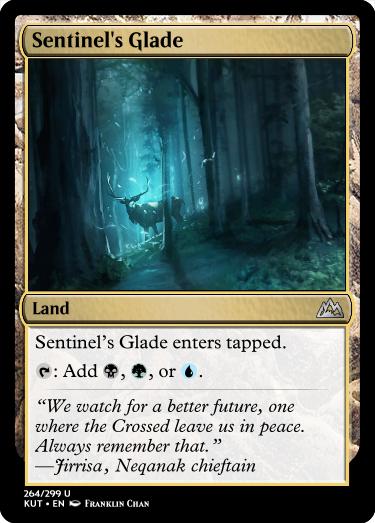 Sentinel's Glade
Land
Sentinel's Glade enters tapped.
: Add , , or .
“We watch for a better future, one
where the Crossed leave us in peace.
Always remember that.”
—Jirrisa, Neqanak chieftain
264/299 U
KUT • EN Franklin Chan